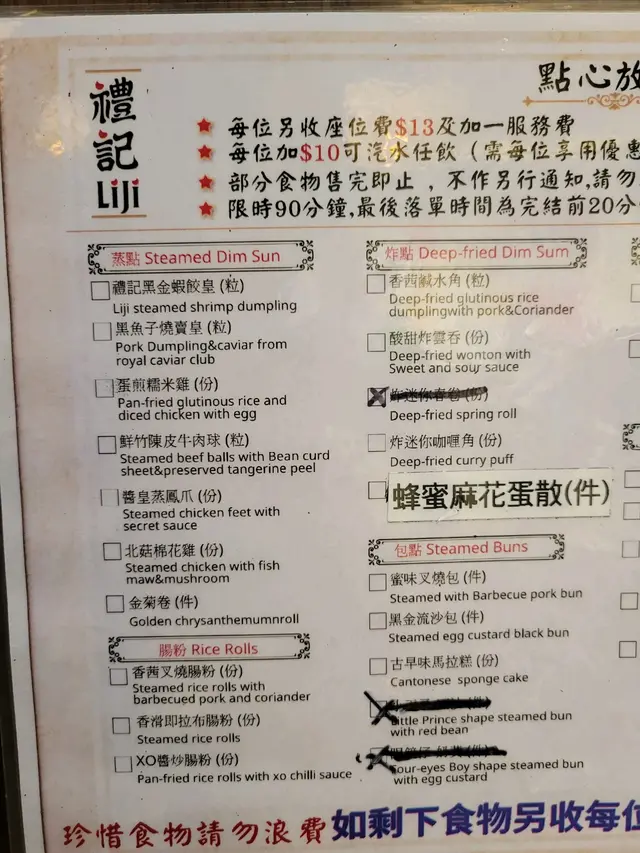 禮記
LiJi
點心放
★ 每位另收座位費$13及加一服務費
★ 每位加$10可汽水任飲（需每位享用優惠
★ 部分食物售完即止，不作另行通知,請勿
★ 限時90分鐘,最後落單時間為完結前20分
蒸點 Steamed Dim Sun
禮記黑金蝦餃皇 (粒)
Liji steamed shrimp dumpling
黑魚子燒賣皇 (粒)
Pork Dumpling&caviar from
royal caviar club
蛋煎糯米雞 (份)
Pan-fried glutinous rice and
diced chicken with egg
鮮竹陳皮牛肉球 (粒)
Steamed beef balls with Bean curd
sheet&preserved tangerine peel
醬皇蒸鳳爪 (份)
Steamed chicken feet with
secret sauce
北菇棉花雞 (份)
Steamed chicken with fish
maw&mushroom
金菊卷 (件)
Golden chrysanthemumnroll
腸粉 Rice Rolls
香茜叉燒腸粉 (份)
Steamed rice rolls with
barbecued pork and coriander
香滑即拉布腸粉 (份)
Steamed rice rolls
XO醬炒腸粉 (份)
Pan-fried rice rolls with xo chilli sauce
炸點 Deep-fried Dim Sum
香茜鹹水角 (粒)
Deep-fried glutinous rice
dumplingwith pork&Coriander
酸甜炸雲吞 (份)
Deep-fried wonton with
Sweet and sour sauce
炸迷你春卷 (份)
Deep-fried spring roll
炸迷你咖喱角 (份)
Deep-fried curry puff
蜂蜜麻花蛋散(件)
包點 Steamed Buns
蜜味叉燒包 (件)
Steamed with Barbecue pork bun
黑金流沙包 (件)
Steamed egg custard black bun
古早味馬拉糕 (份)
Cantonese sponge cake
Little Prince shape steamed bun
with red bean
Four-eyes Boy shape steamed bun
with egg custard
珍惜食物請勿浪費 如剩下食物另收每位